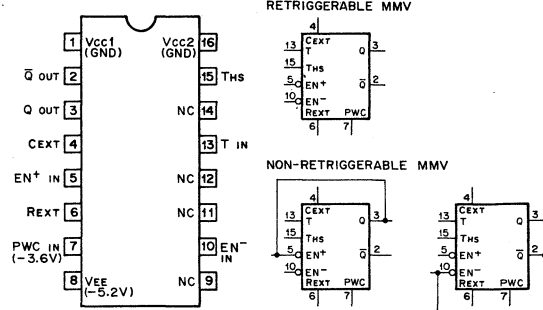 RETRIGGERABLE MMV
1 VCC1 (GND)
VCC2 (GND) 16
2 Q̅ OUT
15 THS
3 Q OUT
NC 14
4 CEXT
13 T IN
5 EN+ IN
NC 12
6 REXT
NC 11
7 PWC IN (-3.6V)
10 EN- IN
8 VEE (-5.2V)
NC 9
4
CEXT
13 T Q 3
15 THS
5 EN+ Q̅ 2
10 EN-
REXT PWC
6 7
NON-RETRIGGERABLE MMV
4
CEXT
13 T Q 3
15 THS
5 EN+ Q̅ 2
10 EN-
REXT PWC
6 7
4
CEXT
13 T Q 3
15 THS
5 EN+ Q̅ 2
10 EN-
REXT PWC
6 7